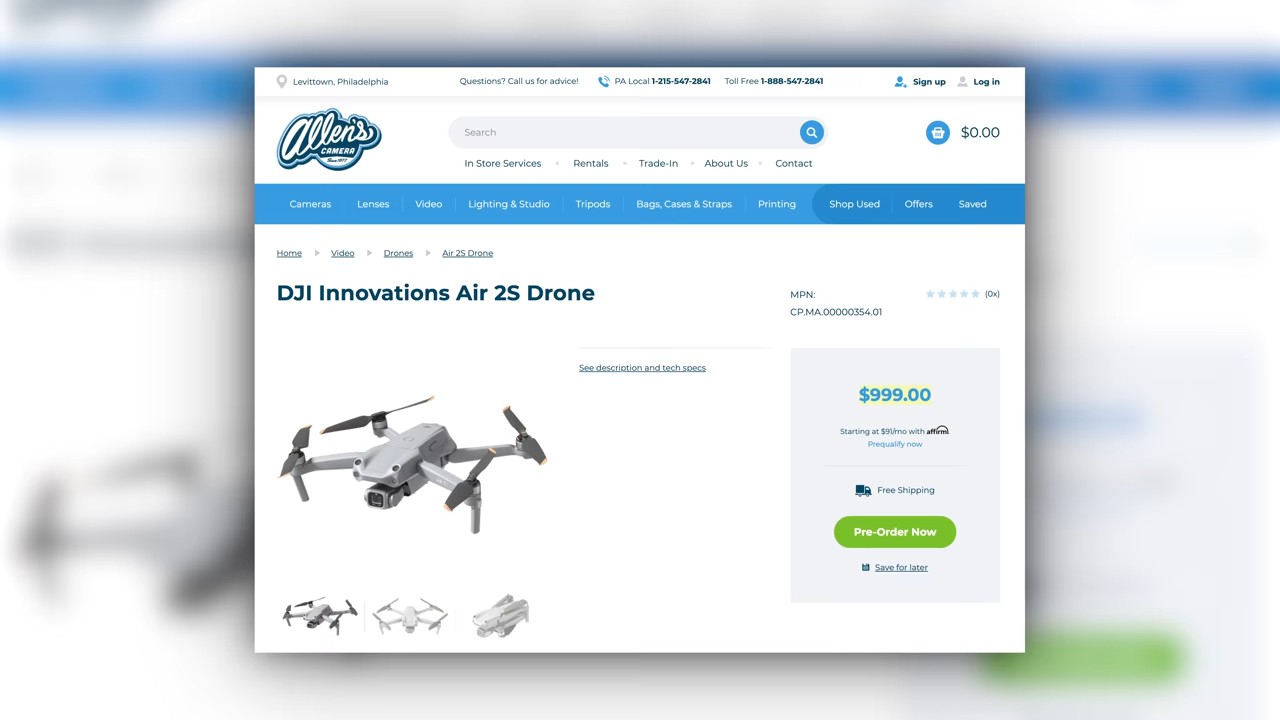 Levittown, Philadelphia
Questions? Call us for advice!
PA Local 1-215-547-2841
Toll Free 1-888-547-2841
Sign up
Log in
Allen's
CAMERA
Since 1977
Search
$0.00
In Store Services
Rentals
Trade-In
About Us
Contact
Cameras
Lenses
Video
Lighting & Studio
Tripods
Bags, Cases & Straps
Printing
Shop Used
Offers
Saved
Home
Video
Drones
Air 2S Drone
DJI Innovations Air 2S Drone
MPN:
CP.MA.00000354.01
(0x)
See description and tech specs
$999.00
Starting at $91/mo with affirm
Prequalify now
Free Shipping
Pre-Order Now
Save for later